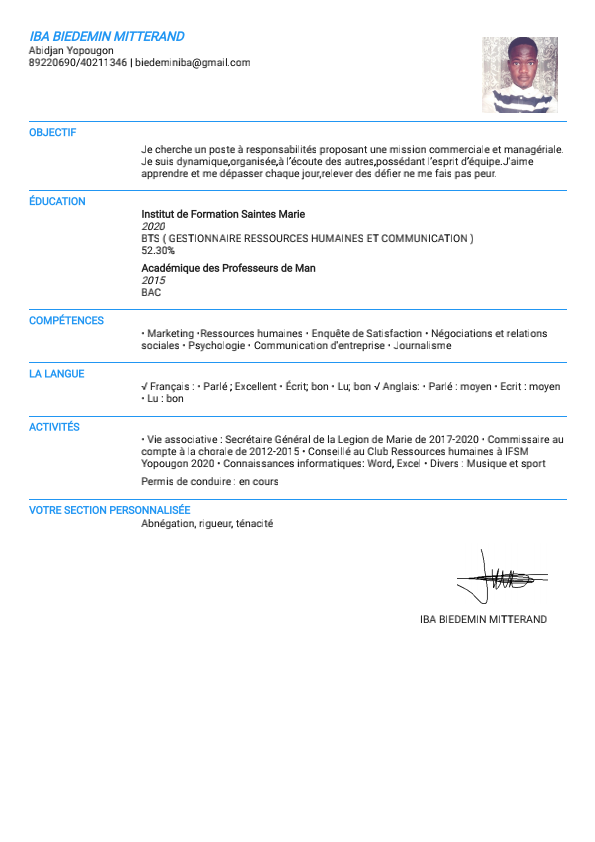 IBA BIEDEMIN MITTERAND
Abidjan Yopougon
89220690/40211346 | biedeminiba@gmail.com
OBJECTIF
Je cherche un poste à responsabilités proposant une mission commerciale et managériale.
Je suis dynamique,organisée,à l'écoute des autres,possédant l'esprit d'équipe.J'aime
apprendre et me dépasser chaque jour,relever des défier ne me fais pas peur.
ÉDUCATION
Institut de Formation Saintes Marie
2020
BTS ( GESTIONNAIRE RESSOURCES HUMAINES ET COMMUNICATION )
52.30%
Académique des Professeurs de Man
2015
BAC
COMPÉTENCES
• Marketing •Ressources humaines • Enquête de Satisfaction • Négociations et relations
sociales • Psychologie • Communication d'entreprise • Journalisme
LA LANGUE
√ Français : • Parlé ; Excellent • Écrit; bon • Lu; bon √ Anglais: • Parlé : moyen • Ecrit : moyen
• Lu : bon
ACTIVITÉS
• Vie associative : Secrétaire Général de la Legion de Marie de 2017-2020 • Commissaire au
compte à la chorale de 2012-2015 • Conseillé au Club Ressources humaines à IFSM
Yopougon 2020 • Connaissances informatiques: Word, Excel • Divers : Musique et sport
Permis de conduire : en cours
VOTRE SECTION PERSONNALISÉE
Abnégation, rigueur, ténacité
IBA BIEDEMIN MITTERAND